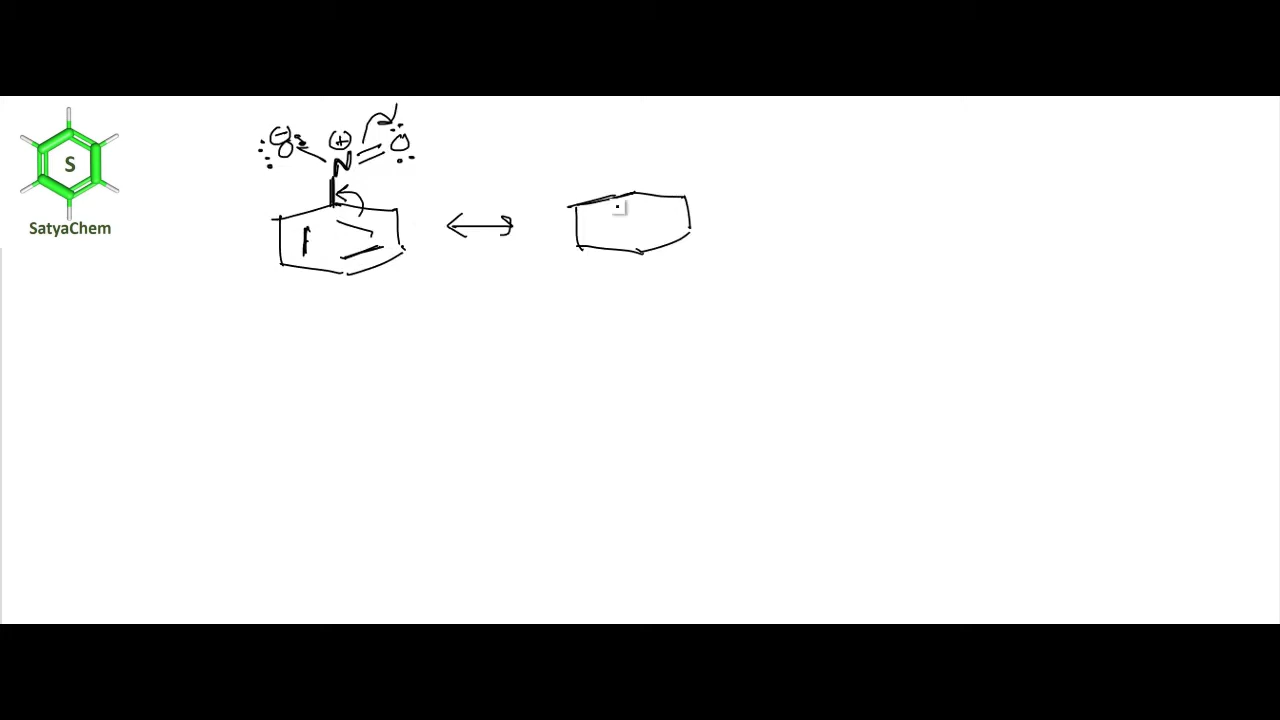 S
SatyaChem
⊖ ⊕
O N O